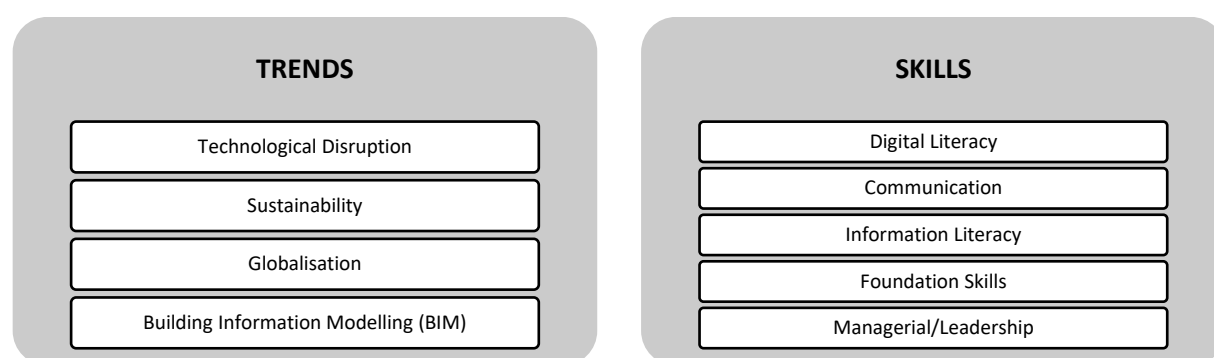 TRENDS
Technological Disruption
Sustainability
Globalisation
Building Information Modelling (BIM)
SKILLS
Digital Literacy
Communication
Information Literacy
Foundation Skills
Managerial/Leadership